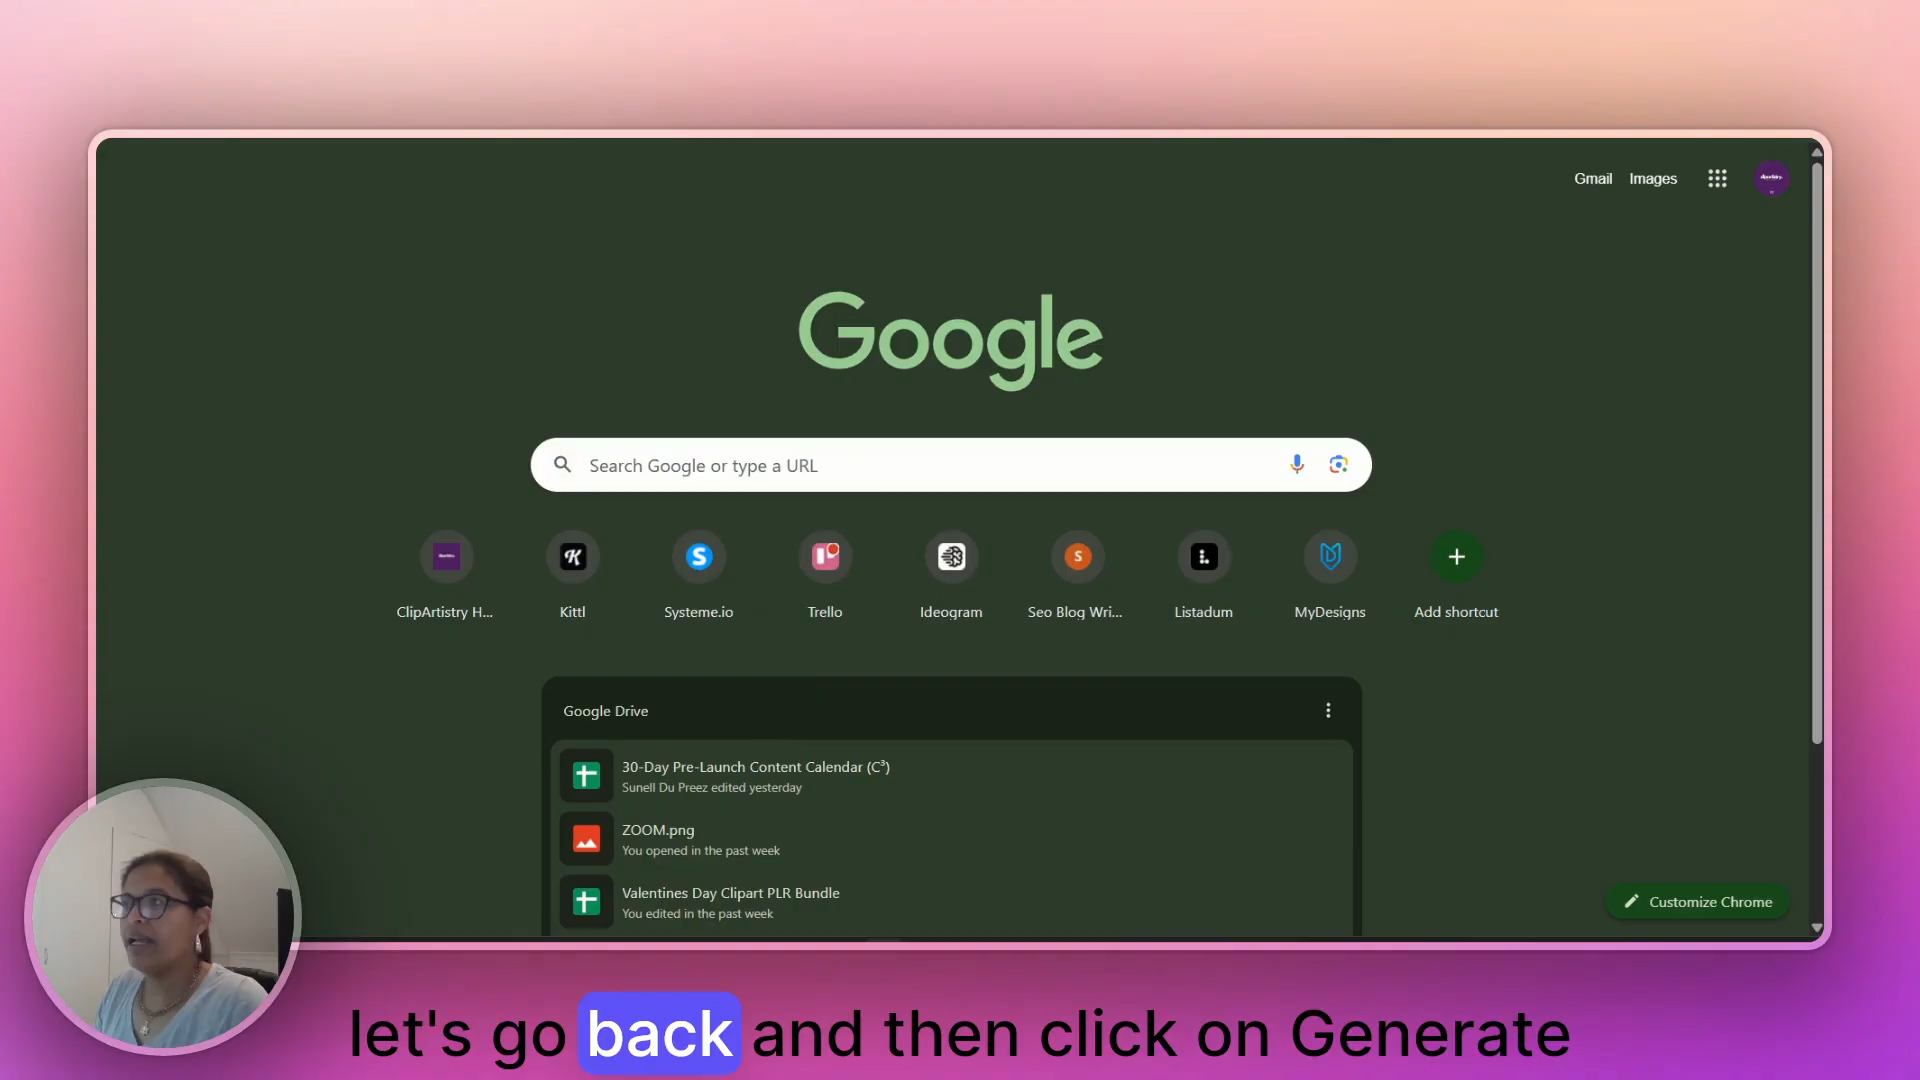 Gmail Images
Google
Search Google or type a URL
ClipArtistry H...
Kittl
Systeme.io
Trello
Ideogram
Seo Blog Wri...
Listadum
MyDesigns
Add shortcut
Google Drive
30-Day Pre-Launch Content Calendar (C³)
Sunell Du Preez edited yesterday
ZOOM.png
You opened in the past week
Valentines Day Clipart PLR Bundle
You edited in the past week
Customize Chrome
let's go back and then click on Generate